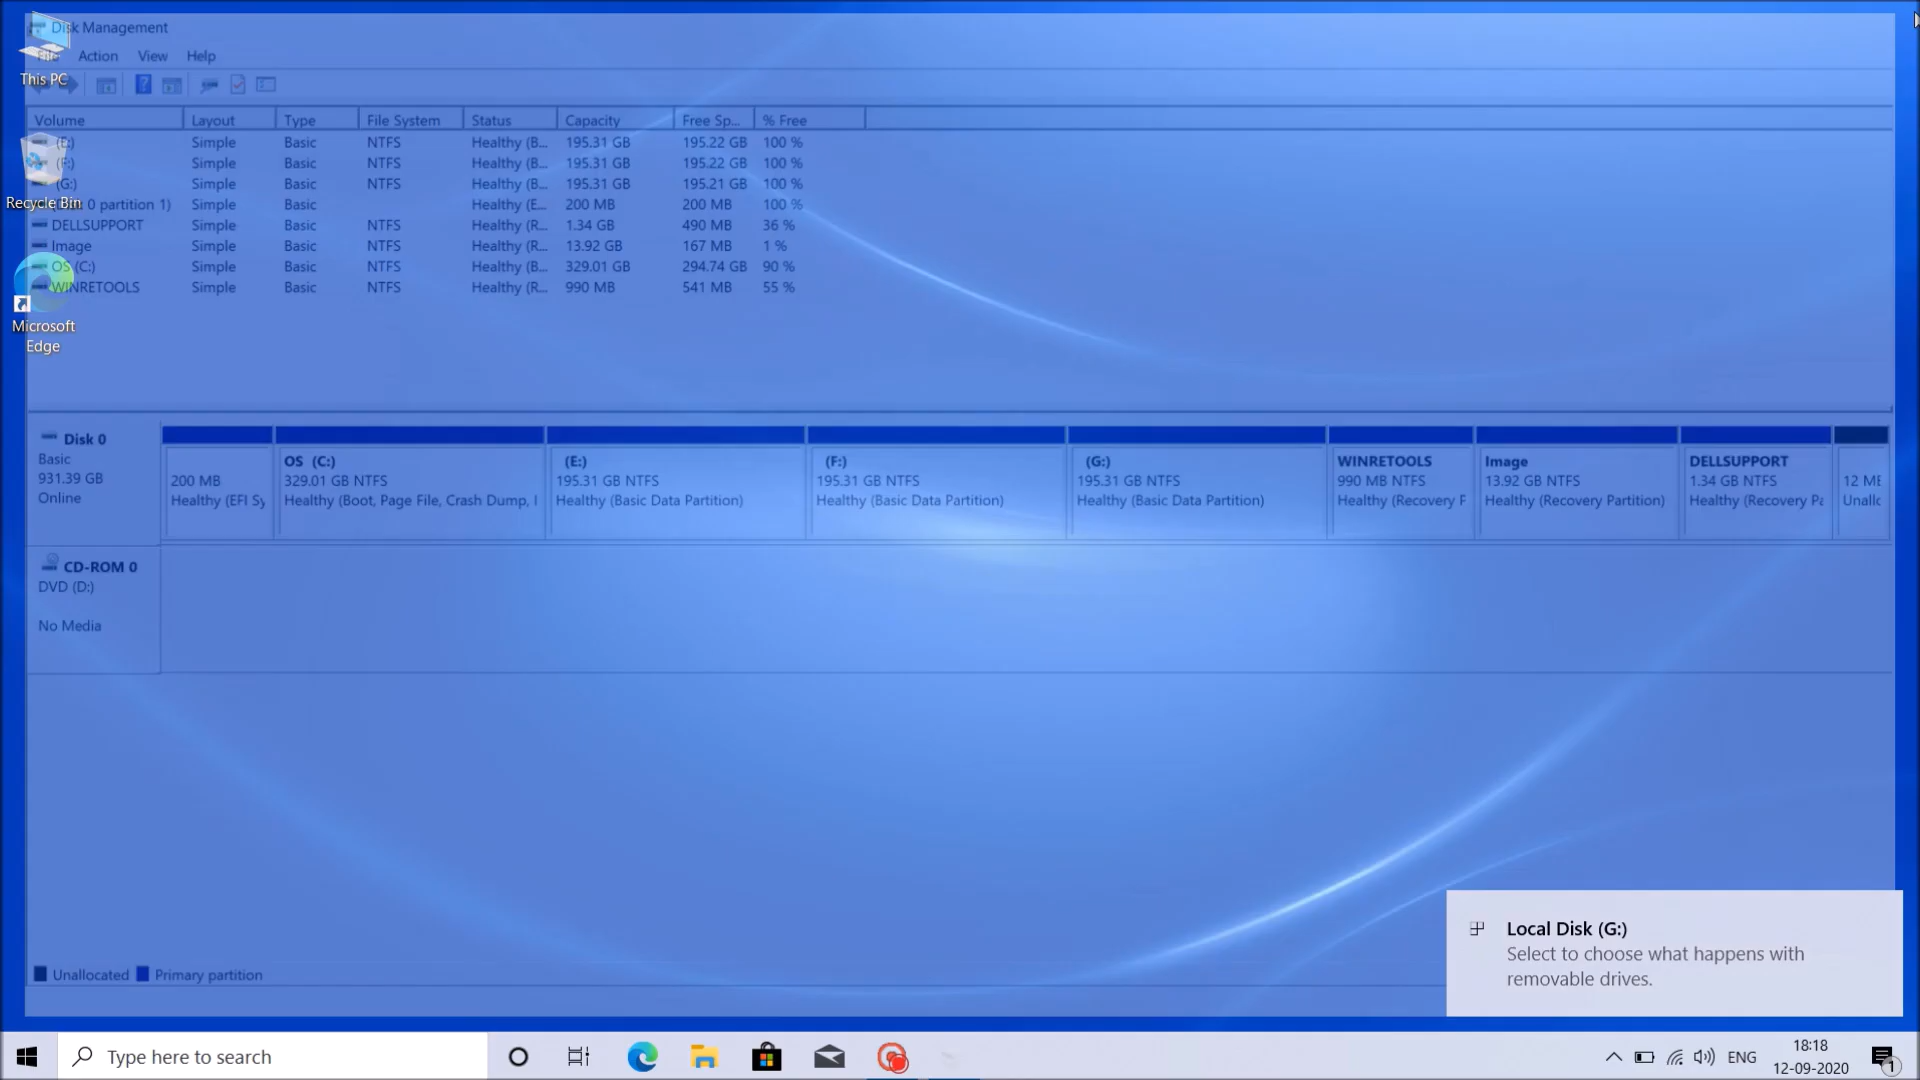 Disk Management
File Action View Help
This PC
Volume Layout Type File System Status Capacity Free Sp... % Free
(E:) Simple Basic NTFS Healthy (B... 195.31 GB 195.22 GB 100 %
(F:) Simple Basic NTFS Healthy (B... 195.31 GB 195.22 GB 100 %
(G:) Simple Basic NTFS Healthy (B... 195.31 GB 195.21 GB 100 %
0 partition 1) Simple Basic Healthy (E... 200 MB 200 MB 100 %
Recycle Bin
DELLSUPPORT Simple Basic NTFS Healthy (R... 1.34 GB 490 MB 36 %
Image Simple Basic NTFS Healthy (R... 13.92 GB 167 MB 1 %
OS (C:) Simple Basic NTFS Healthy (B... 329.01 GB 294.74 GB 90 %
WINRETOOLS Simple Basic NTFS Healthy (R... 990 MB 541 MB 55 %
Microsoft
Edge
Disk 0
Basic
931.39 GB
Online
200 MB
Healthy (EFI Sy
OS (C:)
329.01 GB NTFS
Healthy (Boot, Page File, Crash Dump, I
(E:)
195.31 GB NTFS
Healthy (Basic Data Partition)
(F:)
195.31 GB NTFS
Healthy (Basic Data Partition)
(G:)
195.31 GB NTFS
Healthy (Basic Data Partition)
WINRETOOLS
990 MB NTFS
Healthy (Recovery P
Image
13.92 GB NTFS
Healthy (Recovery Partition)
DELLSUPPORT
1.34 GB NTFS
Healthy (Recovery Pa
12 MB
Unallc
CD-ROM 0
DVD (D:)
No Media
Unallocated Primary partition
Local Disk (G:)
Select to choose what happens with
removable drives.
Type here to search
ENG
18:18
12-09-2020
1